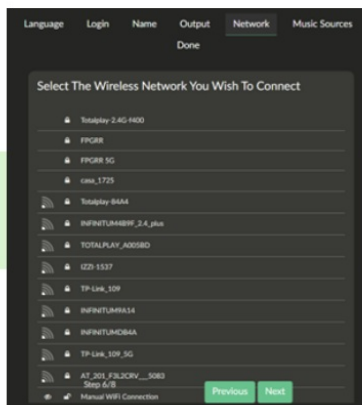 Language Login Name Output Network Music Sources
Done
Select The Wireless Network You Wish To Connect
Totalplay-2.4G-f400
FPGRR
FPGRR 5G
casa_1725
Totalplay-84A4
INFINITUM4B9F_2.4_plus
TOTALPLAY_A005BD
IZZI-1537
TP-Link_109
INFINITUM9A14
INFINITUMDB4A
TP-Link_109_5G
AT_201_F3L2CRV__5083
Step 6/8
Previous Next
Manual WiFi Connection